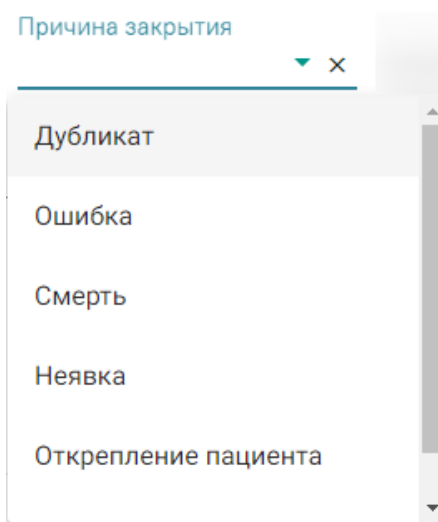 Причина закрытия
Дубликат
Ошибка
Смерть
Неявка
Открепление пациента